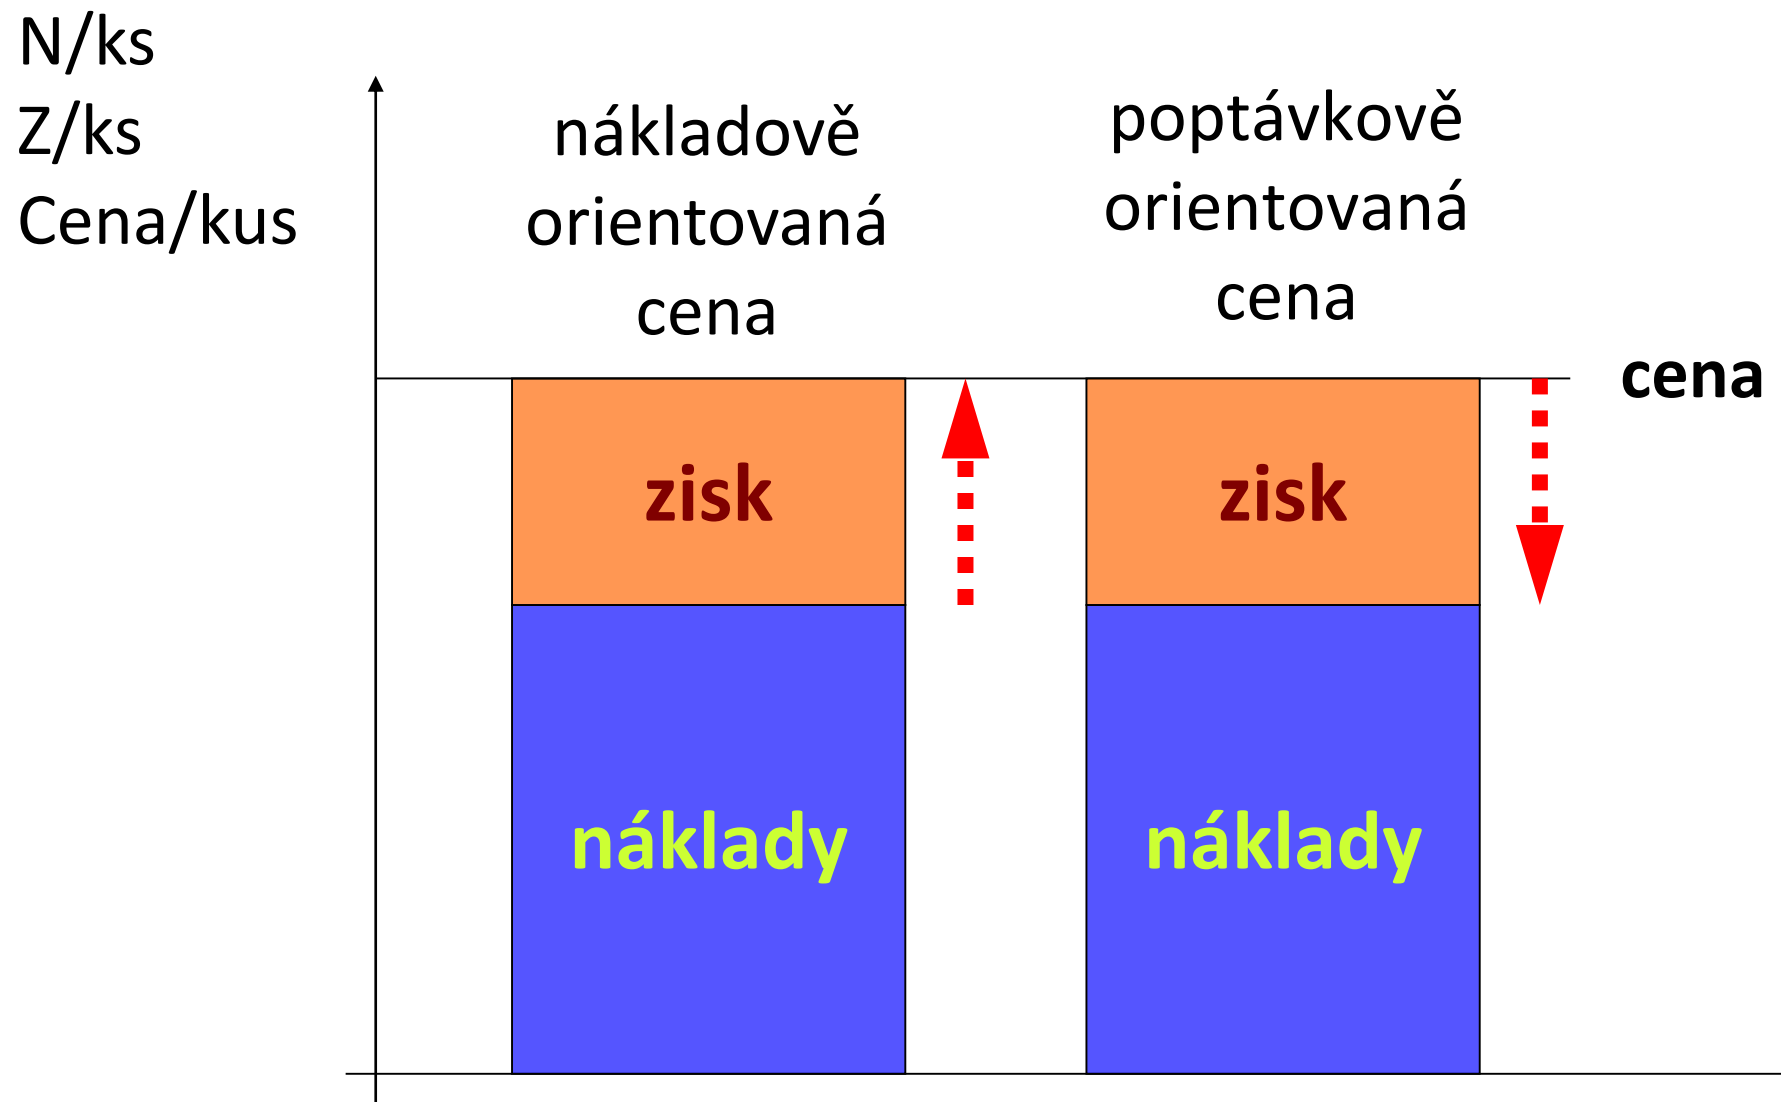 N/ks
Z/ks
Cena/kus
nákladově
orientovaná
cena
poptávkově
orientovaná
cena
cena
zisk
zisk
náklady
náklady